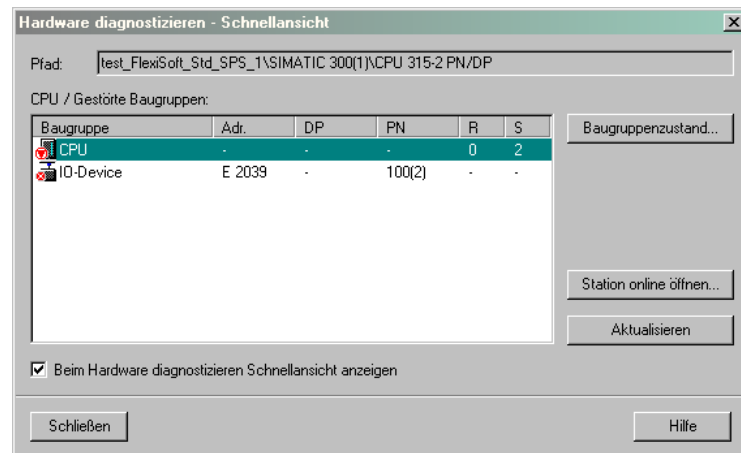 Hardware diagnostizieren - Schnellansicht
Pfad: test_FlexiSoft_Std_SPS_1\SIMATIC 300(1)\CPU 315-2 PN/DP
CPU / Gestörte Baugruppen:
Baugruppe Adr. DP PN R S
CPU - - - 0 2
IO-Device E 2039 - 100(2) - -
Baugruppenzustand...
Station online öffnen...
Aktualisieren
Beim Hardware diagnostizieren Schnellansicht anzeigen
Schließen Hilfe